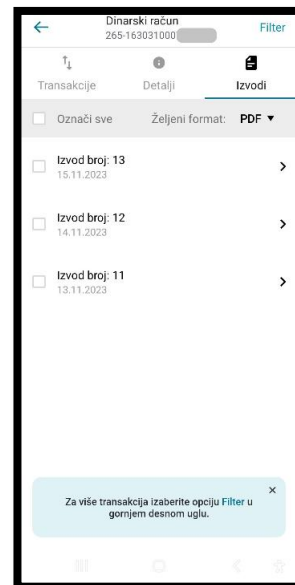 Dinarski račun
265-163031000
Filter
Transakcije
Detalji
Izvodi
Označi sve
Željeni format: PDF
Izvod broj: 13
15.11.2023
Izvod broj: 12
14.11.2023
Izvod broj: 11
13.11.2023
Za više transakcija izaberite opciju Filter u
gornjem desnom uglu.